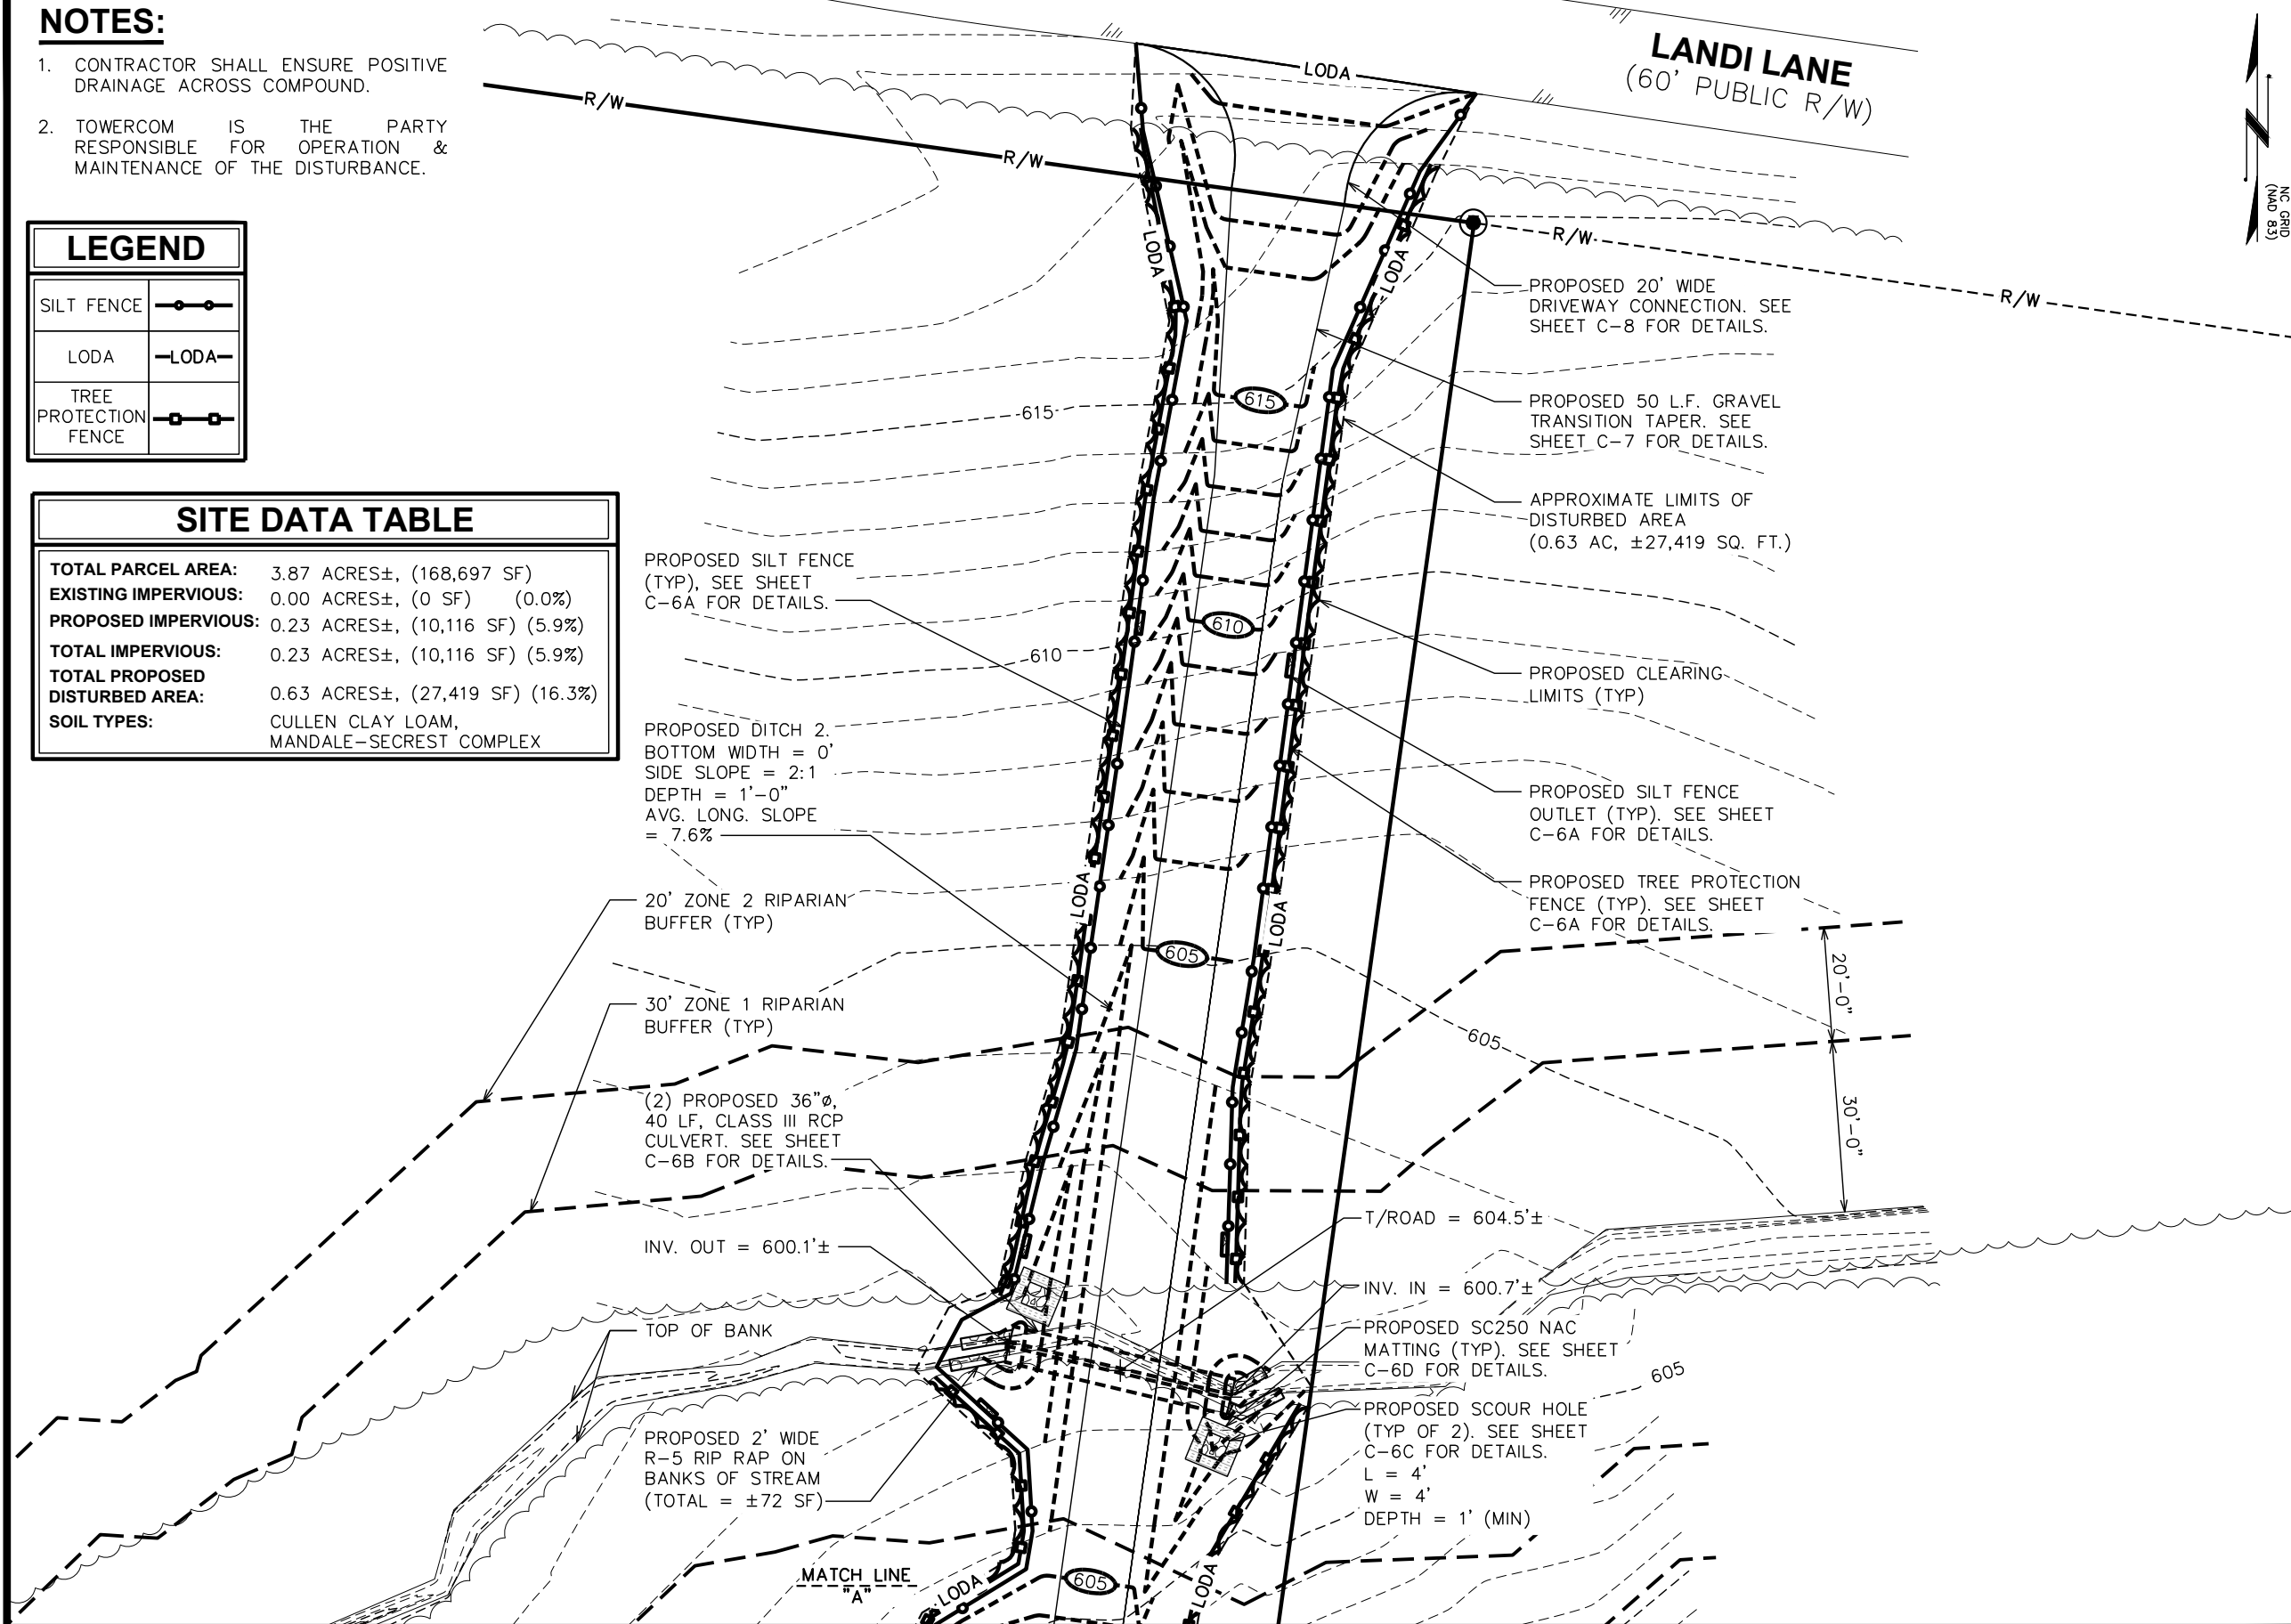 NOTES:
1. CONTRACTOR SHALL ENSURE POSITIVE
DRAINAGE ACROSS COMPOUND.
2. TOWERCOM IS THE PARTY
RESPONSIBLE FOR OPERATION &
MAINTENANCE OF THE DISTURBANCE.
LEGEND
SILT FENCE
LODA
LODA
TREE
PROTECTION
FENCE
SITE DATA TABLE
TOTAL PARCEL AREA: 3.87 ACRES±, (168,697 SF)
EXISTING IMPERVIOUS: 0.00 ACRES±, (0 SF) (0.0%)
PROPOSED IMPERVIOUS: 0.23 ACRES±, (10,116 SF) (5.9%)
TOTAL IMPERVIOUS: 0.23 ACRES±, (10,116 SF) (5.9%)
TOTAL PROPOSED
DISTURBED AREA: 0.63 ACRES±, (27,419 SF) (16.3%)
SOIL TYPES: CULLEN CLAY LOAM,
MANDALE-SECREST COMPLEX
LANDI LANE
(60' PUBLIC R/W)
NC GRID
(NAD 83)
LODA
R/W
R/W
R/W
R/W
LODA
LODA
615
615
610
610
605
605
605
605
LODA
LODA
LODA
LODA
PROPOSED SILT FENCE
(TYP), SEE SHEET
C-6A FOR DETAILS.
PROPOSED DITCH 2.
BOTTOM WIDTH = 0'
SIDE SLOPE = 2:1
DEPTH = 1'-0"
AVG. LONG. SLOPE
= 7.6%
20' ZONE 2 RIPARIAN
BUFFER (TYP)
30' ZONE 1 RIPARIAN
BUFFER (TYP)
(2) PROPOSED 36"ø,
40 LF, CLASS III RCP
CULVERT. SEE SHEET
C-6B FOR DETAILS.
INV. OUT = 600.1'±
TOP OF BANK
PROPOSED 2' WIDE
R-5 RIP RAP ON
BANKS OF STREAM
(TOTAL = ±72 SF)
MATCH LINE
"A"
PROPOSED 20' WIDE
DRIVEWAY CONNECTION. SEE
SHEET C-8 FOR DETAILS.
PROPOSED 50 L.F. GRAVEL
TRANSITION TAPER. SEE
SHEET C-7 FOR DETAILS.
APPROXIMATE LIMITS OF
DISTURBED AREA
(0.63 AC, ±27,419 SQ. FT.)
PROPOSED CLEARING
LIMITS (TYP)
PROPOSED SILT FENCE
OUTLET (TYP). SEE SHEET
C-6A FOR DETAILS.
PROPOSED TREE PROTECTION
FENCE (TYP). SEE SHEET
C-6A FOR DETAILS.
20'-0"
30'-0"
T/ROAD = 604.5'±
INV. IN = 600.7'±
PROPOSED SC250 NAC
MATTING (TYP). SEE SHEET
C-6D FOR DETAILS.
PROPOSED SCOUR HOLE
(TYP OF 2). SEE SHEET
C-6C FOR DETAILS.
L = 4'
W = 4'
DEPTH = 1' (MIN)